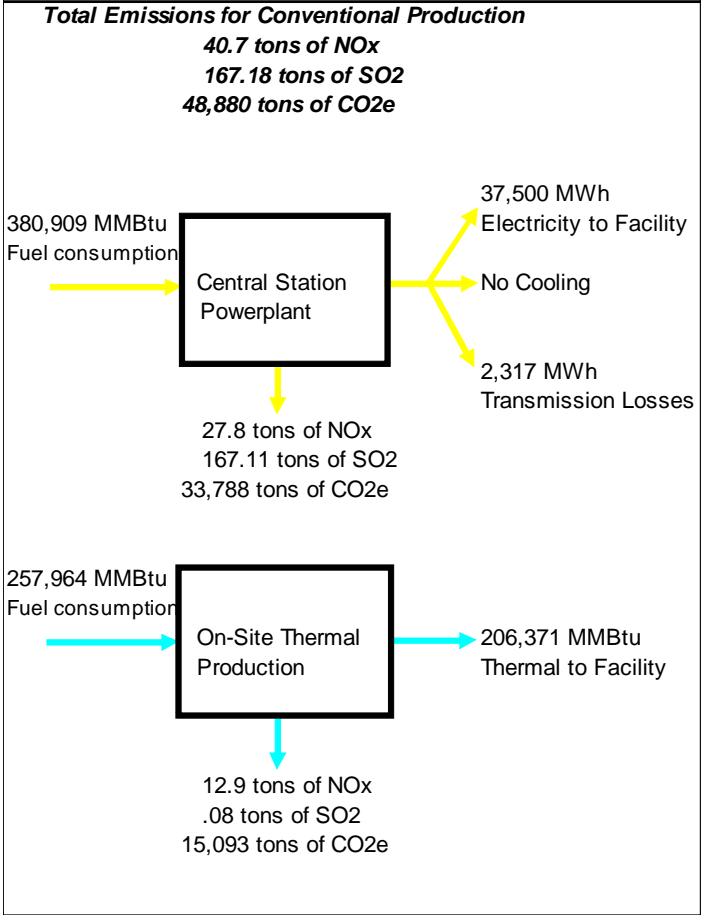 Total Emissions for Conventional Production
40.7 tons of NOx
167.18 tons of SO2
48,880 tons of CO2e
37,500 MWh
Electricity to Facility
380,909 MMBtu
Fuel consumption
Central Station
Powerplant
No Cooling
2,317 MWh
Transmission Losses
27.8 tons of NOx
167.11 tons of SO2
33,788 tons of CO2e
257,964 MMBtu
Fuel consumption
On-Site Thermal
Production
206,371 MMBtu
Thermal to Facility
12.9 tons of NOx
.08 tons of SO2
15,093 tons of CO2e